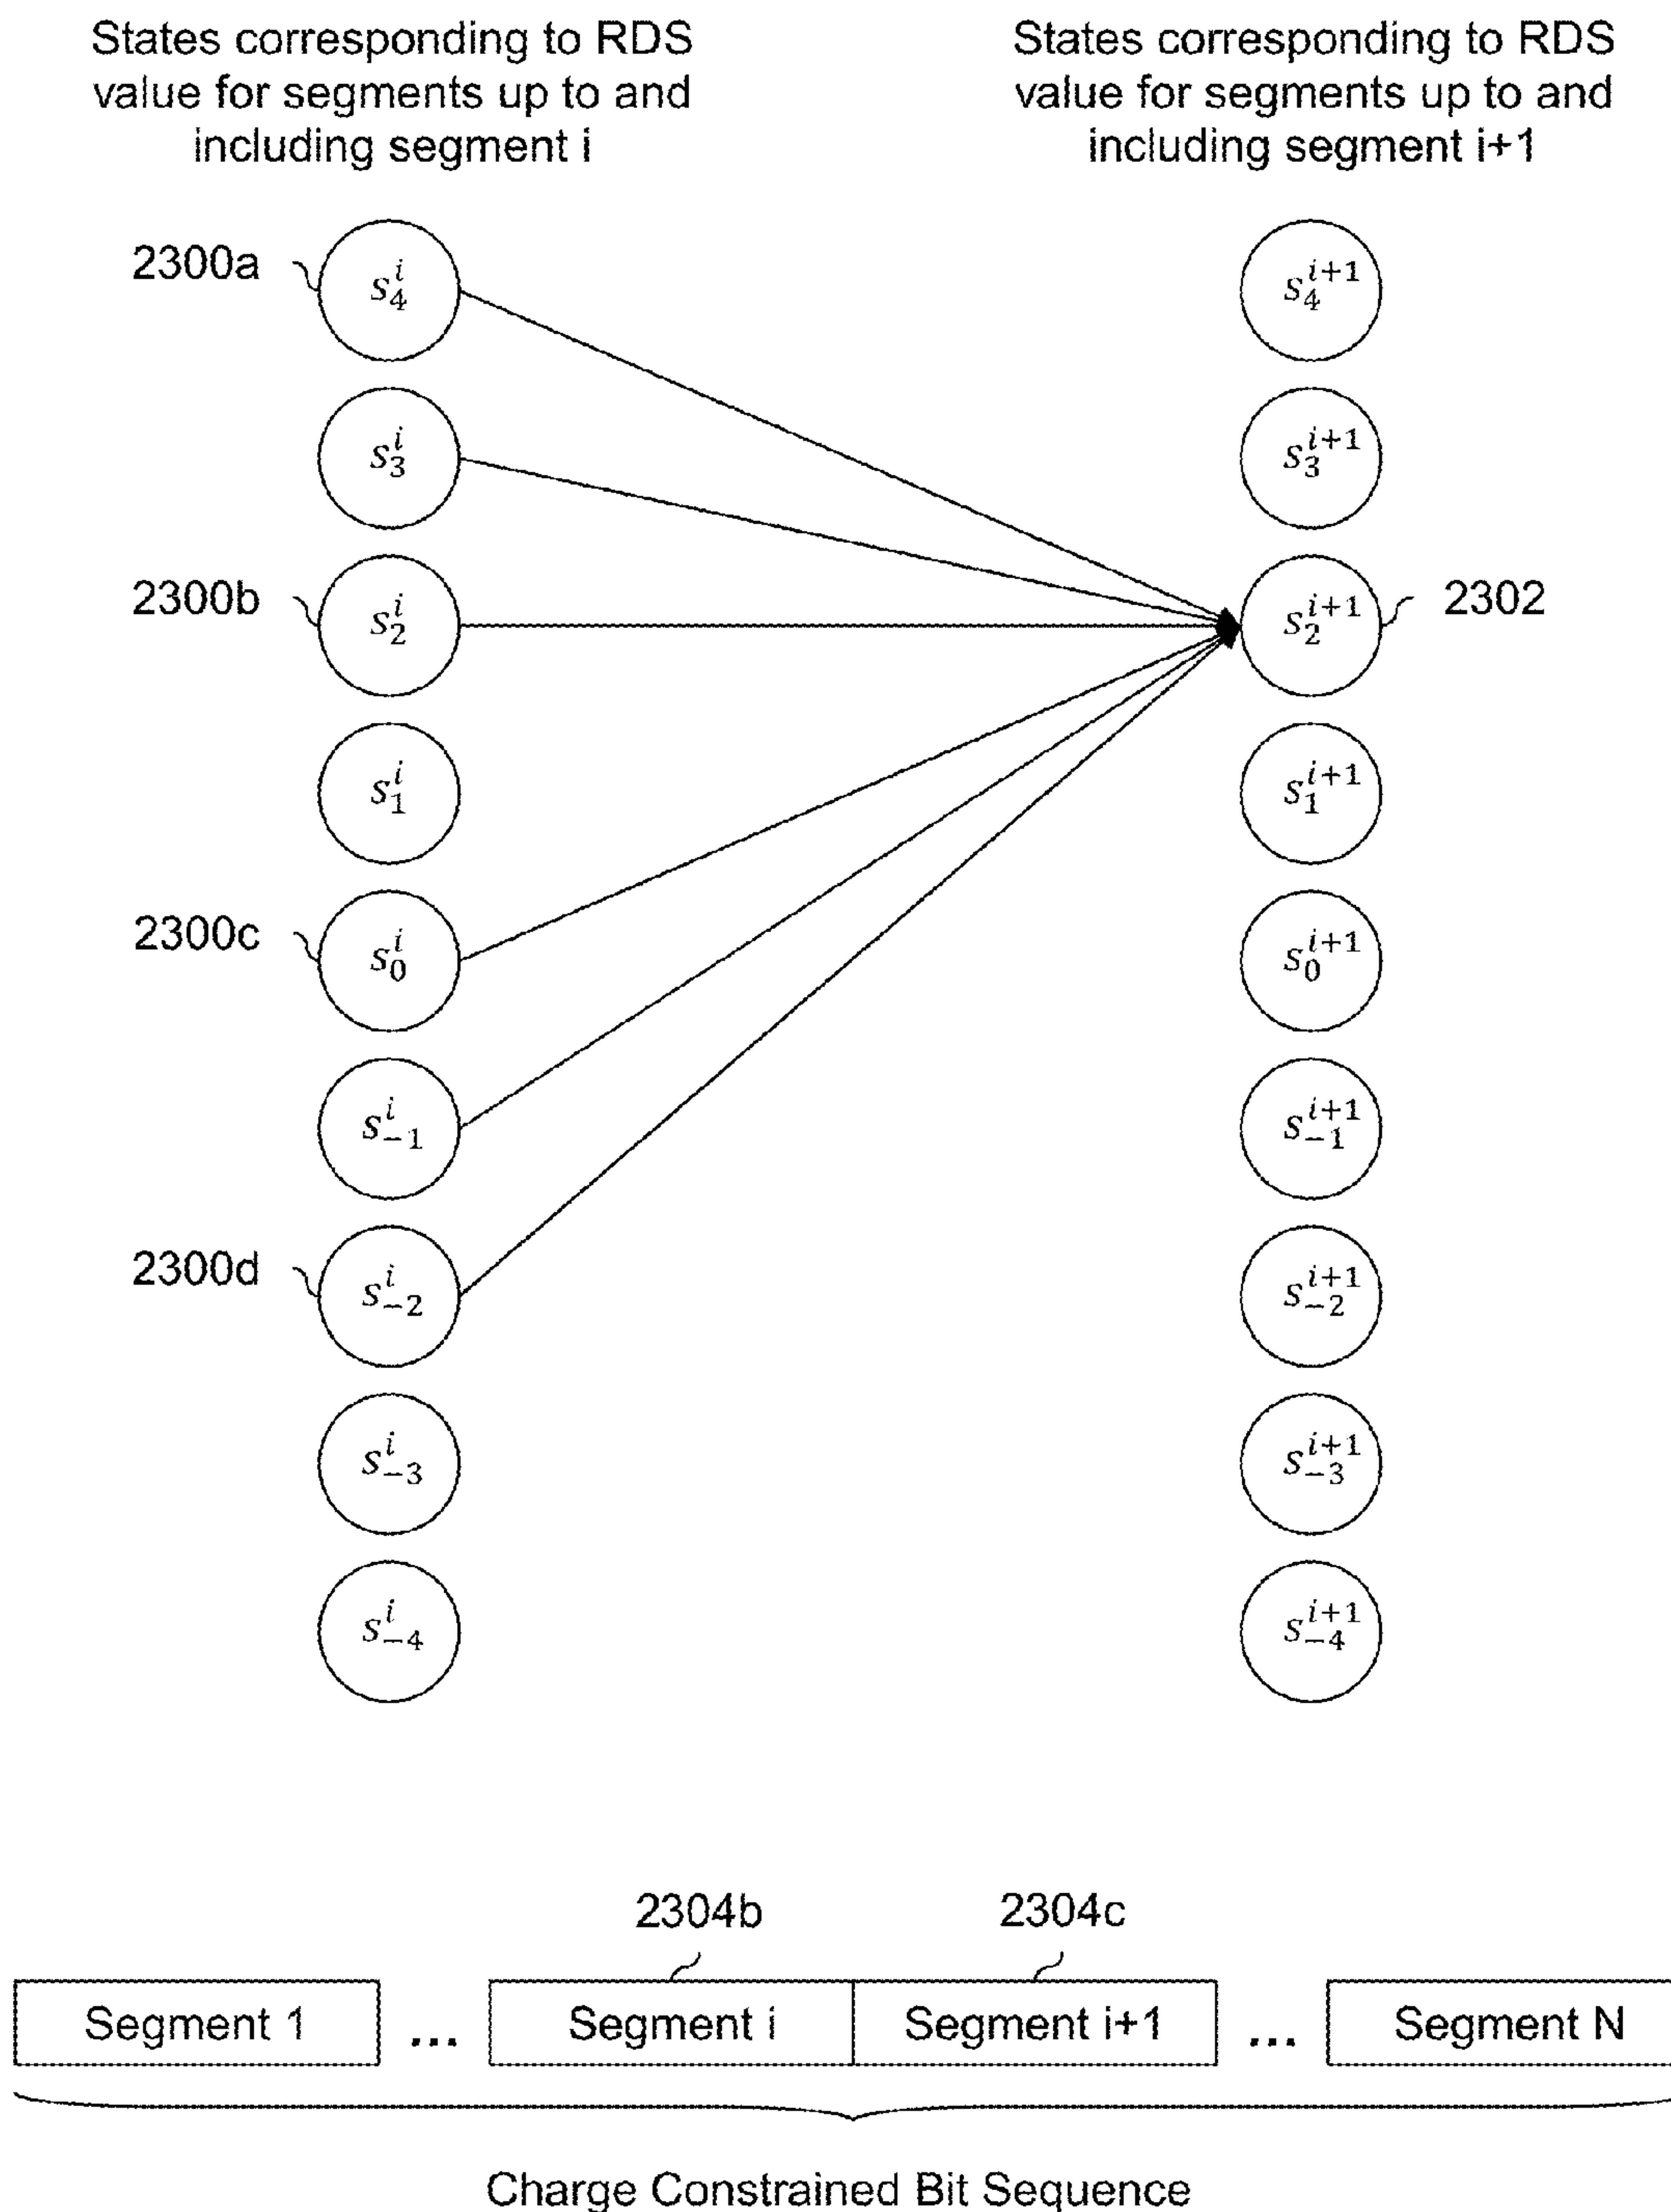 States corresponding to RDS
value for segments up to and
including segment i
States corresponding to RDS
value for segments up to and
including segment i+1
2300a
s_4^i
s_4^{i+1}
s_3^i
s_3^{i+1}
2300b
s_2^i
s_2^{i+1}
2302
s_1^i
s_1^{i+1}
2300c
s_0^i
s_0^{i+1}
s_{-1}^i
s_{-1}^{i+1}
2300d
s_{-2}^i
s_{-2}^{i+1}
s_{-3}^i
s_{-3}^{i+1}
s_{-4}^i
s_{-4}^{i+1}
2304b
2304c
Segment 1 ... Segment i Segment i+1 ... Segment N
Charge Constrained Bit Sequence